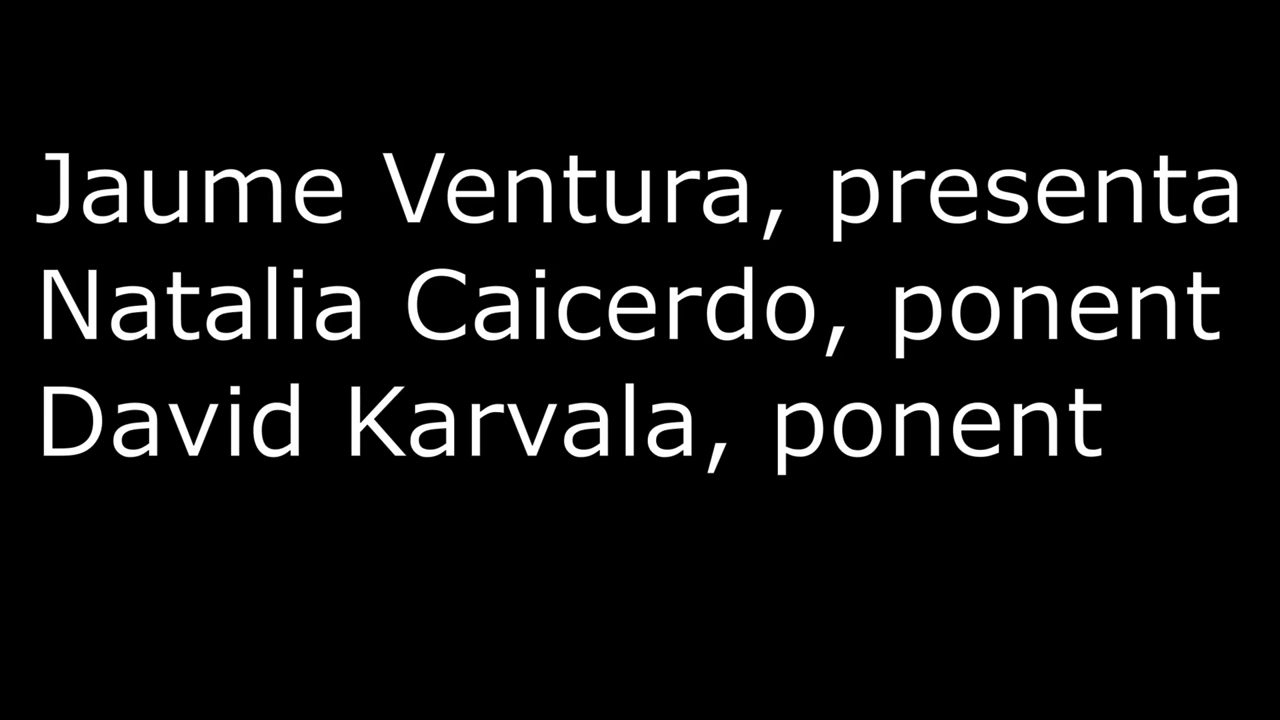 Jaume Ventura, presenta
Natalia Caicerdo, ponent
David Karvala, ponent